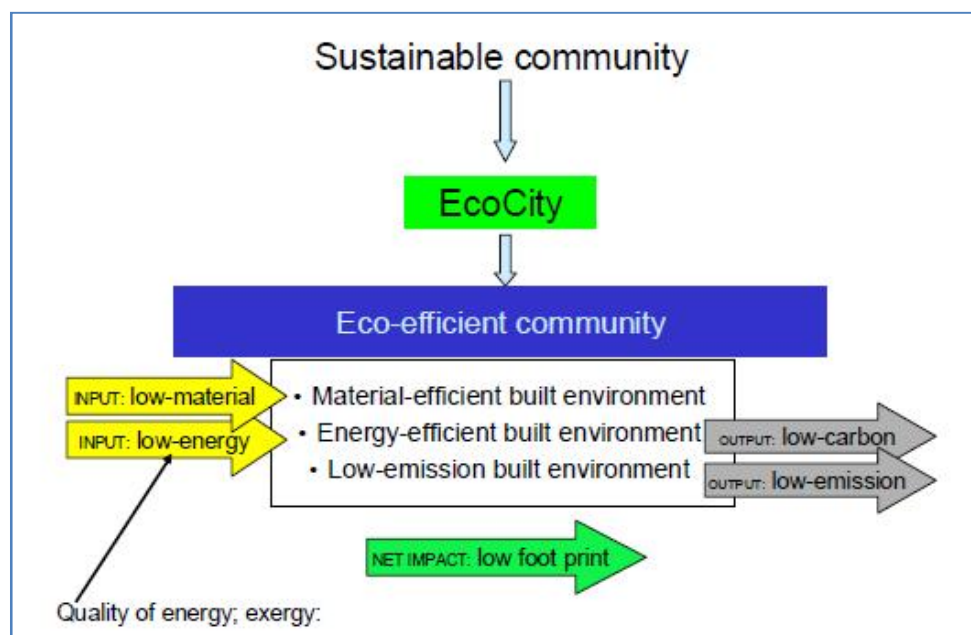 Sustainable community
EcoCity
Eco-efficient community
INPUT: low-material
INPUT: low-energy
• Material-efficient built environment
• Energy-efficient built environment
• Low-emission built environment
OUTPUT: low-carbon
OUTPUT: low-emission
NET IMPACT: low foot print
Quality of energy; exergy: